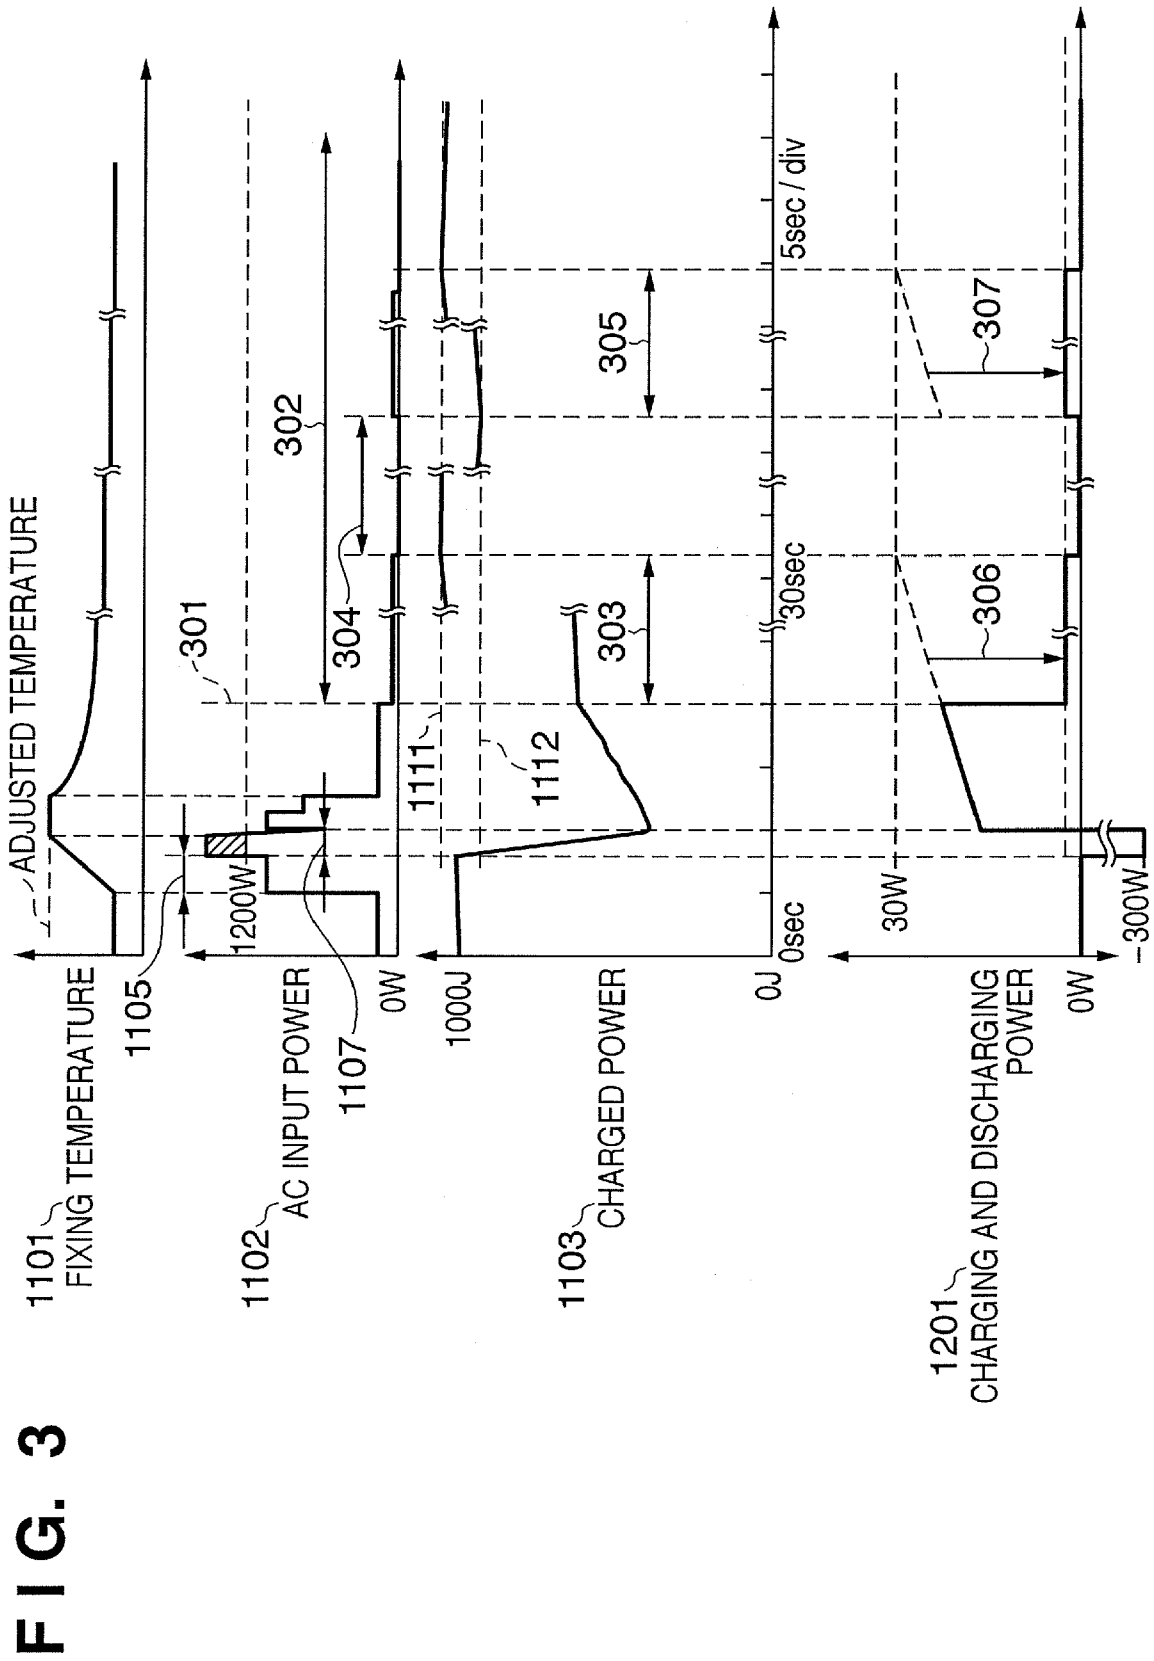 FIG. 3
ADJUSTED TEMPERATURE
1101
FIXING TEMPERATURE
1105
301
302
304
1200W
1102
AC INPUT POWER
0W
1107
1111
1112
1000J
303
305
1103
CHARGED POWER
0J
0sec
30sec
5sec / div
30W
306
307
1201
CHARGING AND DISCHARGING
POWER
0W
-300W